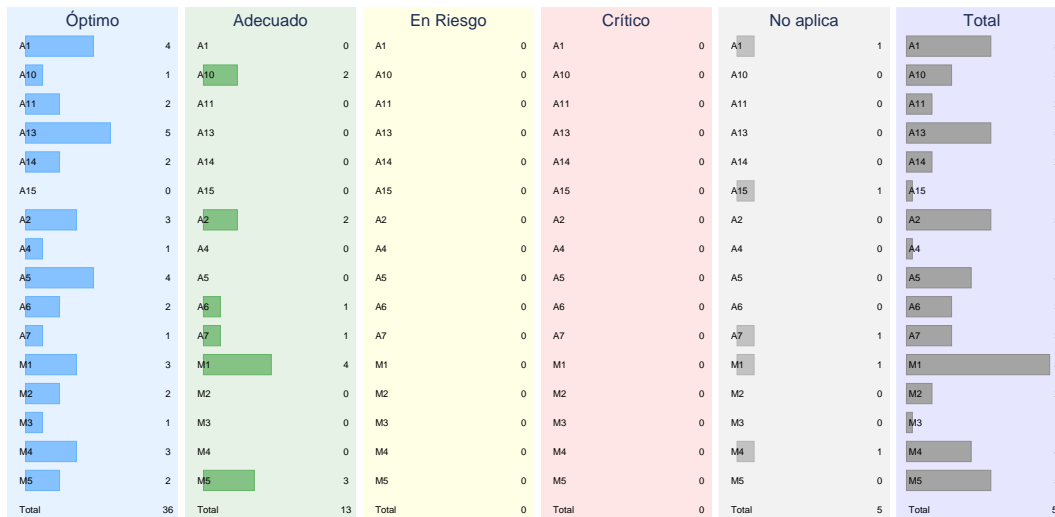 Óptimo Adecuado En Riesgo Crítico No aplica Total
A1 4 A1 0 A1 0 A1 0 A1 1 A1
A10 1 A10 2 A10 0 A10 0 A10 0 A10
A11 2 A11 0 A11 0 A11 0 A11 0 A11
A13 5 A13 0 A13 0 A13 0 A13 0 A13
A14 2 A14 0 A14 0 A14 0 A14 0 A14
A15 0 A15 0 A15 0 A15 0 A15 1 A15
A2 3 A2 2 A2 0 A2 0 A2 0 A2
A4 1 A4 0 A4 0 A4 0 A4 0 A4
A5 4 A5 0 A5 0 A5 0 A5 0 A5
A6 2 A6 1 A6 0 A6 0 A6 0 A6
A7 1 A7 1 A7 0 A7 0 A7 1 A7
M1 3 M1 4 M1 0 M1 0 M1 1 M1
M2 2 M2 0 M2 0 M2 0 M2 0 M2
M3 1 M3 0 M3 0 M3 0 M3 0 M3
M4 3 M4 0 M4 0 M4 0 M4 1 M4
M5 2 M5 3 M5 0 M5 0 M5 0 M5
Total 36 Total 13 Total 0 Total 0 Total 5 Total